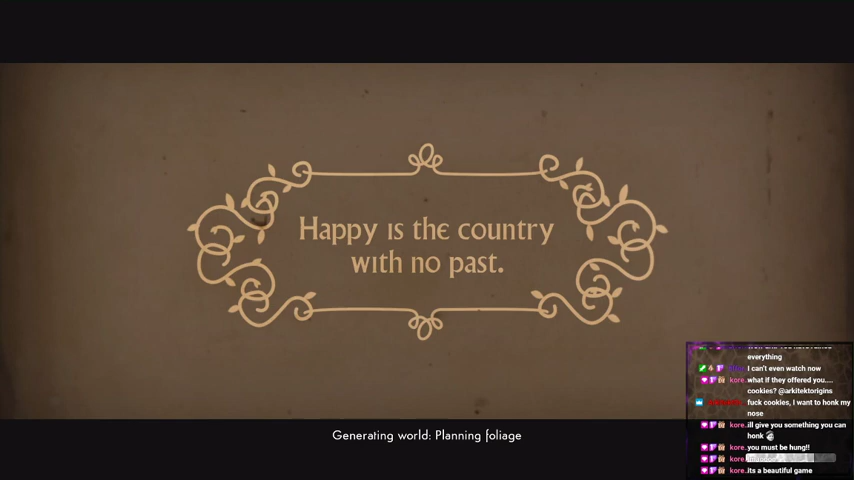 Happy is the country
with no past.
Generating world: Planning foliage
everything
I can't even watch now
kore. what if they offered you....
cookies? @arkitektorigins
fuck cookies, I want to honk my
nose
kore. ill give you something you can
honk
kore. you must be hung!!
kore.
kore. its a beautiful game